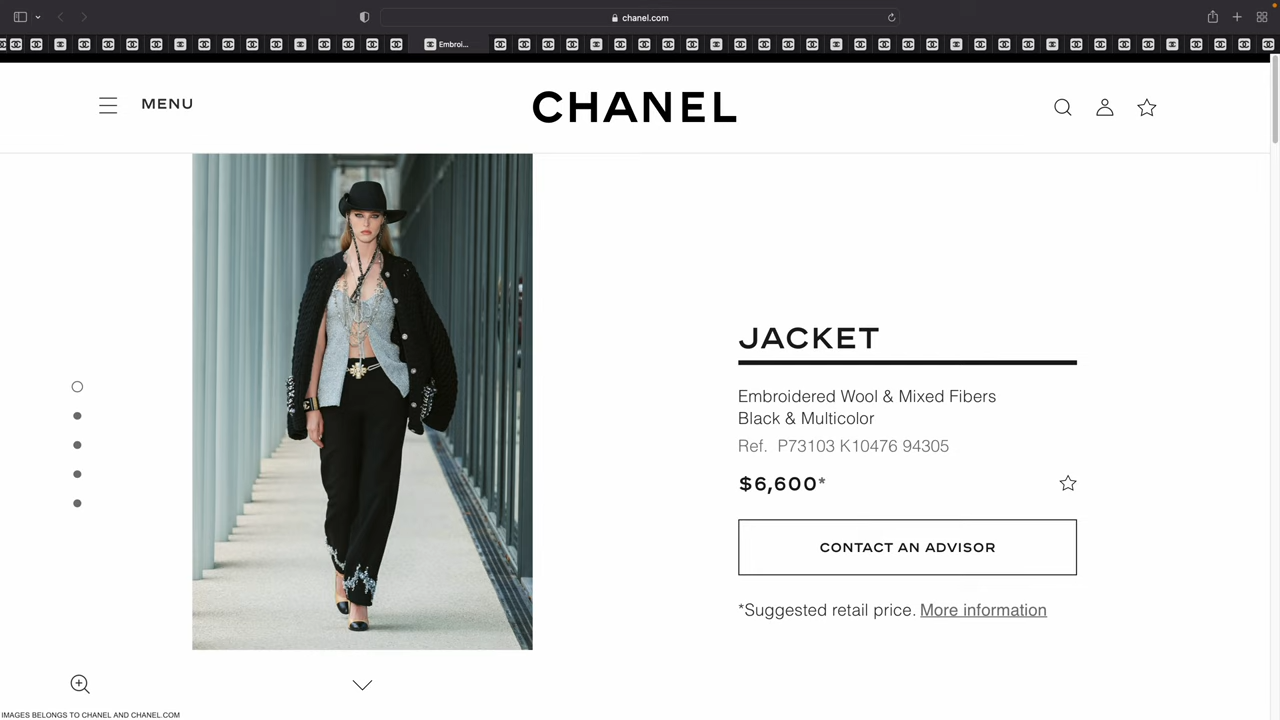 chanel.com
Embroi...
MENU
CHANEL
JACKET
Embroidered Wool & Mixed Fibers
Black & Multicolor
Ref. P73103 K10476 94305
$6,600*
CONTACT AN ADVISOR
*Suggested retail price. More information
IMAGES BELONGS TO CHANEL AND CHANEL.COM